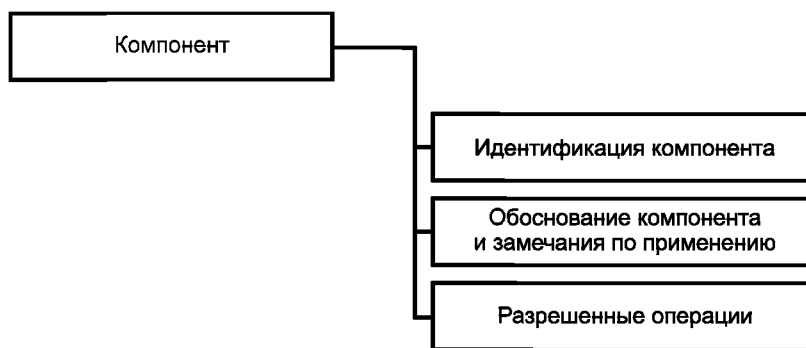 Компонент
Идентификация компонента
Обоснование компонента
и замечания по применению
Разрешенные операции